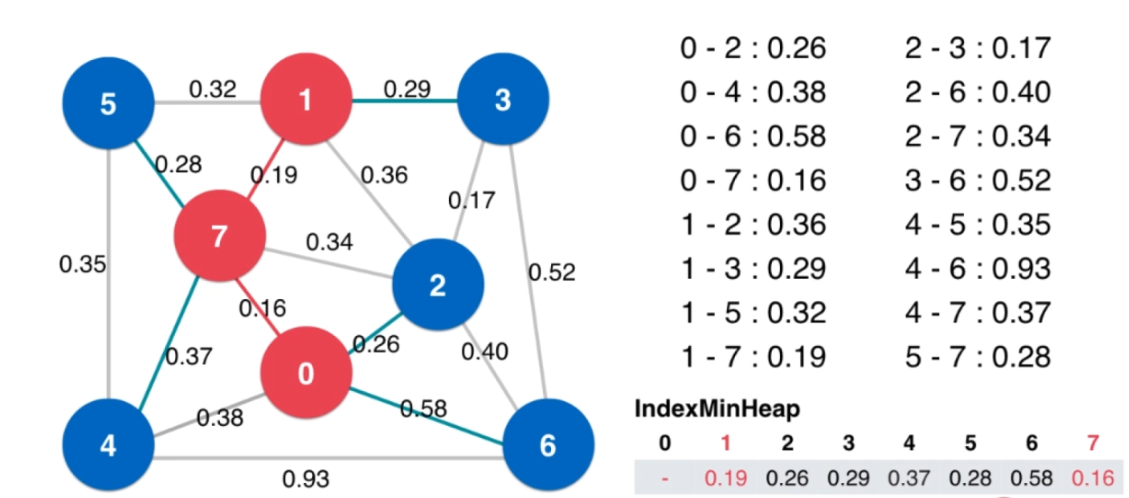 5 0.32 1 0.29 3
0.28 0.19 0.36
0.17
7 0.34
0.35 0.52
2
0.16
0.37 0.26 0.40
0
0.38 0.58
4 6
0.93
0 - 2 : 0.26
0 - 4 : 0.38
0 - 6 : 0.58
0 - 7 : 0.16
1 - 2 : 0.36
1 - 3 : 0.29
1 - 5 : 0.32
1 - 7 : 0.19
2 - 3 : 0.17
2 - 6 : 0.40
2 - 7 : 0.34
3 - 6 : 0.52
4 - 5 : 0.35
4 - 6 : 0.93
4 - 7 : 0.37
5 - 7 : 0.28
IndexMinHeap
0 1 2 3 4 5 6 7
- 0.19 0.26 0.29 0.37 0.28 0.58 0.16